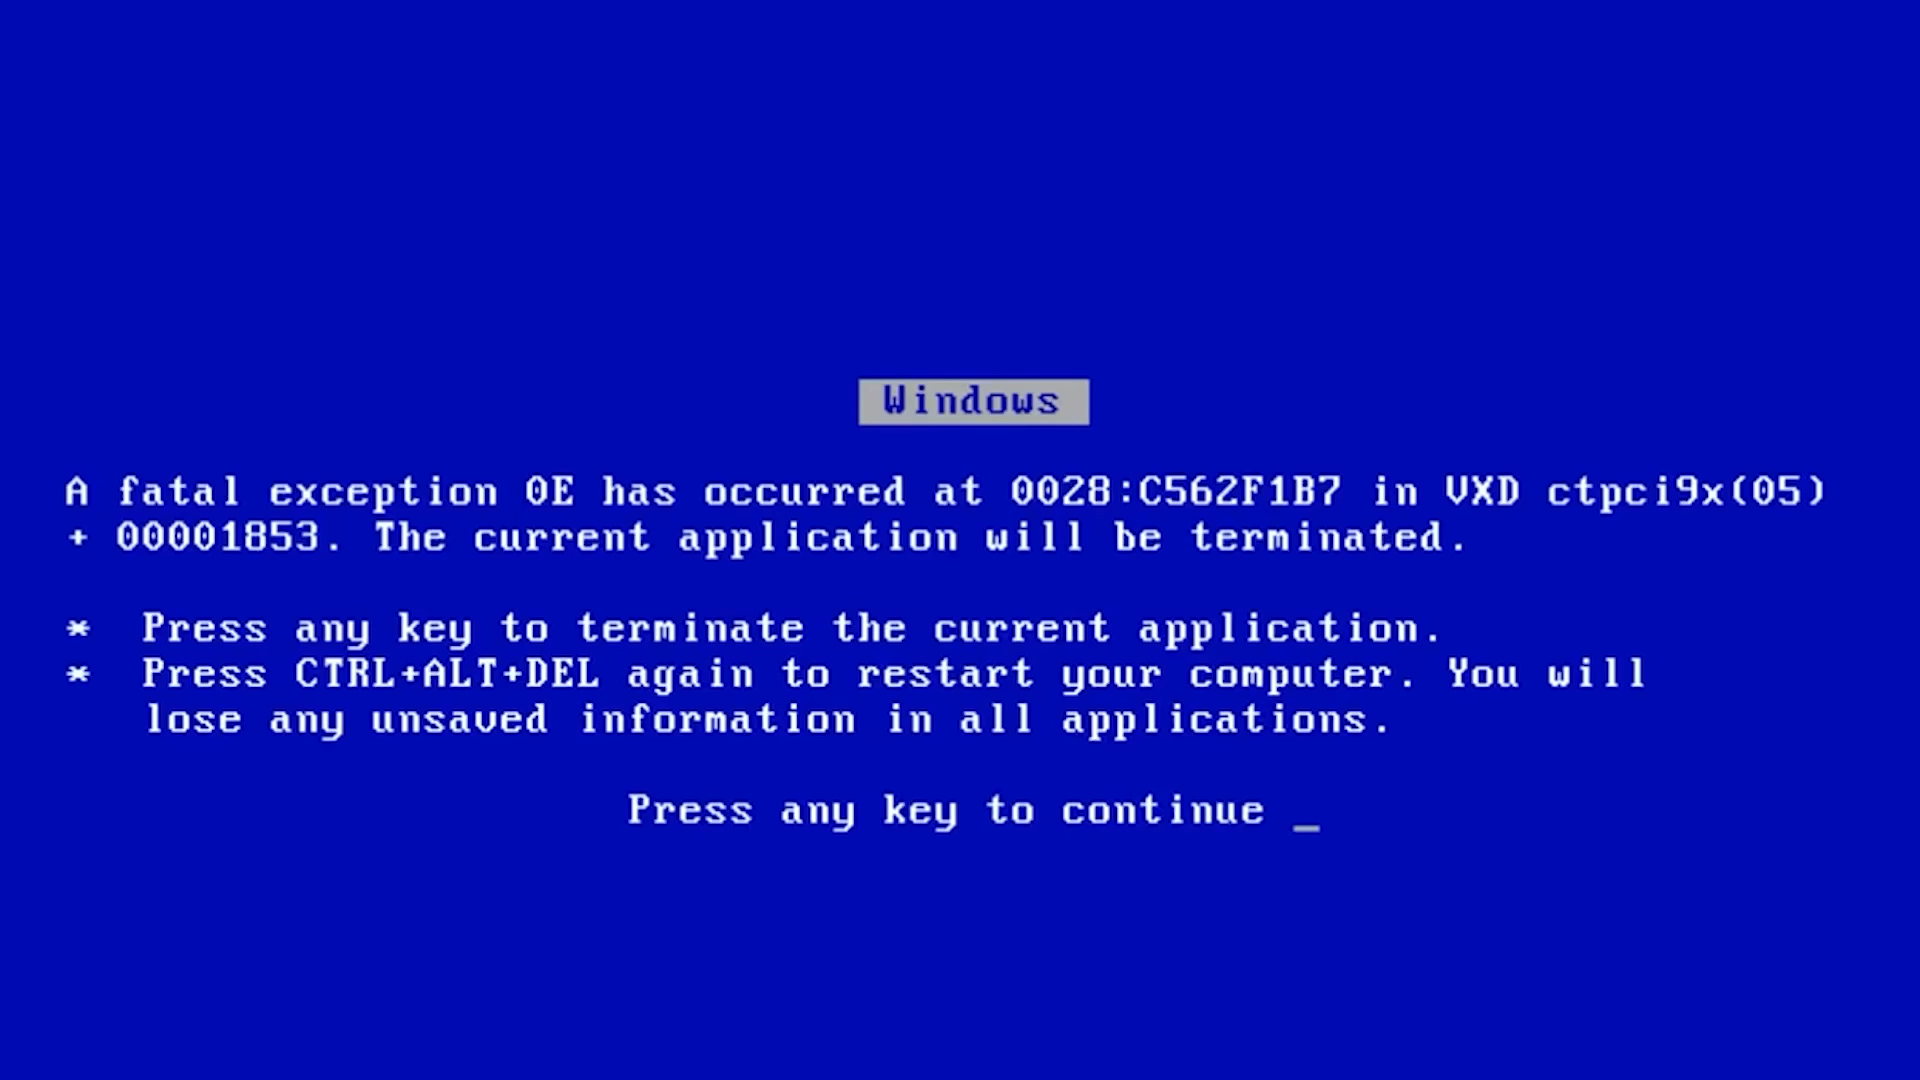 Windows
A fatal exception 0E has occurred at 0028:C562F1B7 in VXD ctpci9x(05)
+ 00001853. The current application will be terminated.
* Press any key to terminate the current application.
* Press CTRL+ALT+DEL again to restart your computer. You will
lose any unsaved information in all applications.
Press any key to continue _